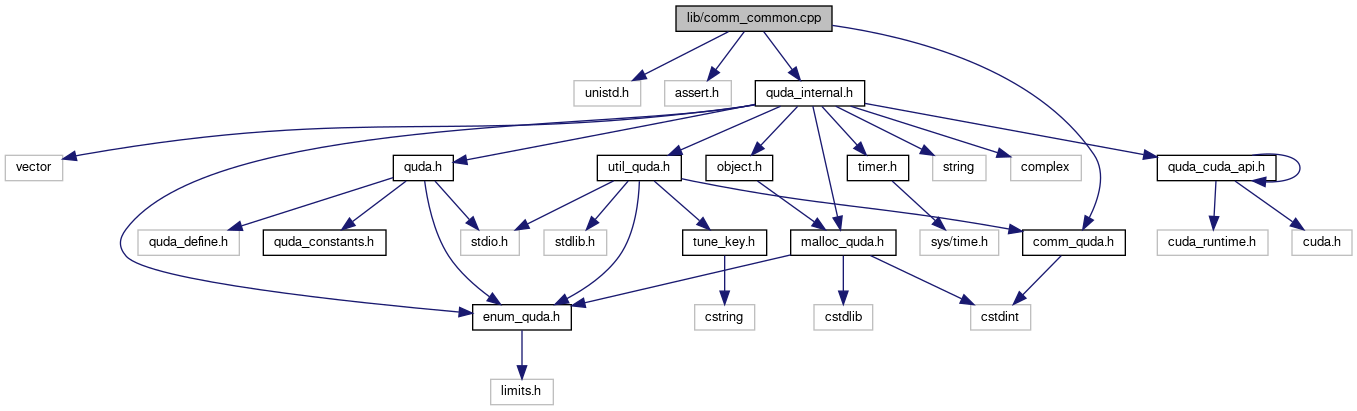 lib/comm_common.cpp
unistd.h
assert.h
quda_internal.h
vector
quda.h
util_quda.h
object.h
timer.h
string
complex
quda_cuda_api.h
quda_define.h
quda_constants.h
stdio.h
stdlib.h
tune_key.h
malloc_quda.h
sys/time.h
comm_quda.h
cuda_runtime.h
cuda.h
enum_quda.h
cstring
cstdlib
cstdint
limits.h